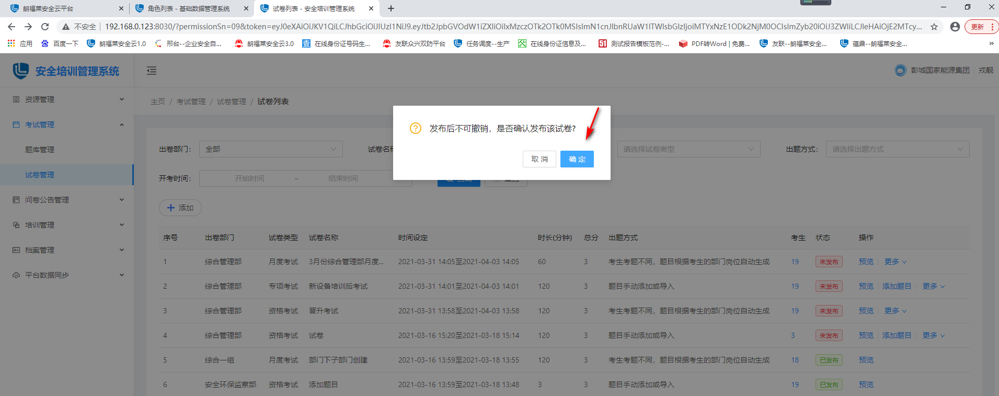 朗福莱安全云平台
角色列表 - 基础数据管理系统
试卷列表 - 安全培训管理系统
不安全 192.168.0.123:8030/?permissionSn=09&token=eyJ0eXAiOiJKV1QiLCJhbGciOiJIUzI1NiJ9.eyJtb2JpbGVOdW1iZXIiOiIxMzczOTk2OTk0MSIsImN1cnJlbnRUaW1lTWlsbGlzIjoiMTYxNzE1ODk2NjM0OCIsImZyb20iOiJ3ZWIiLCJleHAiOjE2MTcy...
更新
应用 百度一下 朗福莱安全云1.0 邢台--企业安全自... 朗福莱安全云3.0 查 在线身份证号码生... 友联众兴双防平台 任务调度--生产 在线身份证信息及... 51 测试报告模板范例-... PDF转Word | 免费... 友联--朗福莱安全... 蕴鼎--朗福莱安全... »
安全培训管理系统
彭城国家能源集团 戎靓
资源管理
考试管理
题库管理
试卷管理
问卷公告管理
培训管理
档案管理
平台数据同步
主页 / 考试管理 / 试卷管理 / 试卷列表
发布后不可撤销，是否确认发布该试卷?
取 消 确 定
出卷部门： 全部 试卷名称 请选择试卷类型 出题方式： 请选择出题方式
开考时间： 开始时间 ~ 结束时间 查询 重置
添加
序号 出卷部门 试卷类型 试卷名称 时间设定 时长(分钟) 总分 出题方式 考生 状态 操作
1 综合管理部 月度考试 3月份综合管理部月度... 2021-03-31 14:05至2021-04-03 14:05 60 3 考生考题不同，题目根据考生的部门岗位自动生成 19 未发布 预览 更多
2 综合管理部 专项考试 新设备培训后考试 2021-03-31 14:01至2021-04-03 14:01 120 3 题目手动添加或导入 19 未发布 预览 添加题目 更多
3 综合管理部 资格考试 晋升考试 2021-03-31 13:58至2021-04-03 13:58 120 3 考生考题不同，题目根据考生的部门岗位自动生成 19 未发布 预览 更多
4 综合管理部 资格考试 试卷 2021-03-16 15:20至2021-03-18 15:14 120 3 题目手动添加或导入 3 未发布 预览 添加题目 更多
5 综合一组 月度考试 部门下子部门创建 2021-03-16 13:59至2021-03-18 13:55 120 3 考生考题不同，题目根据考生的部门岗位自动生成 18 已发布 预览
6 安全环保监察部 资格考试 添加题目 2021-03-16 13:59至2021-03-18 13:48 3 3 题目手动添加或导入 19 已发布 预览